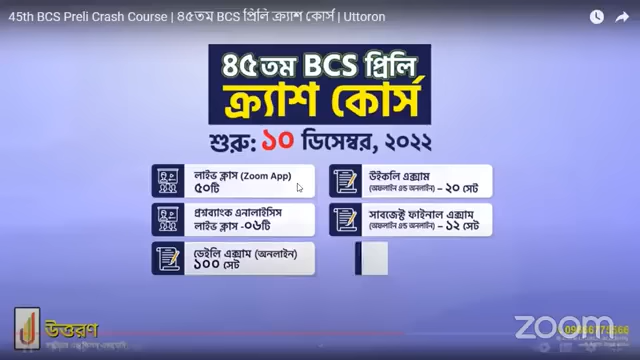 45th BCS Preli Crash Course | ৪৫তম BCS প্রিলি ক্র্যাশ কোর্স | Uttoron
৪৫তম BCS প্রিলি
ক্র্যাশ কোর্স
শুরু: ১০ ডিসেম্বর, ২০২২
লাইভ ক্লাস (Zoom App)
৫০টি
উইকলি এক্সাম
(অফলাইন এন্ড অনলাইন) – ২০ সেট
প্রশ্নব্যাংক এনালাইসিস
লাইভ ক্লাস -০৬টি
সাবজেক্ট ফাইনাল এক্সাম
(অফলাইন এন্ড অনলাইন) – ১২ সেট
ডেইলি এক্সাম (অনলাইন)
১০০ সেট
উত্তরণ
zoom